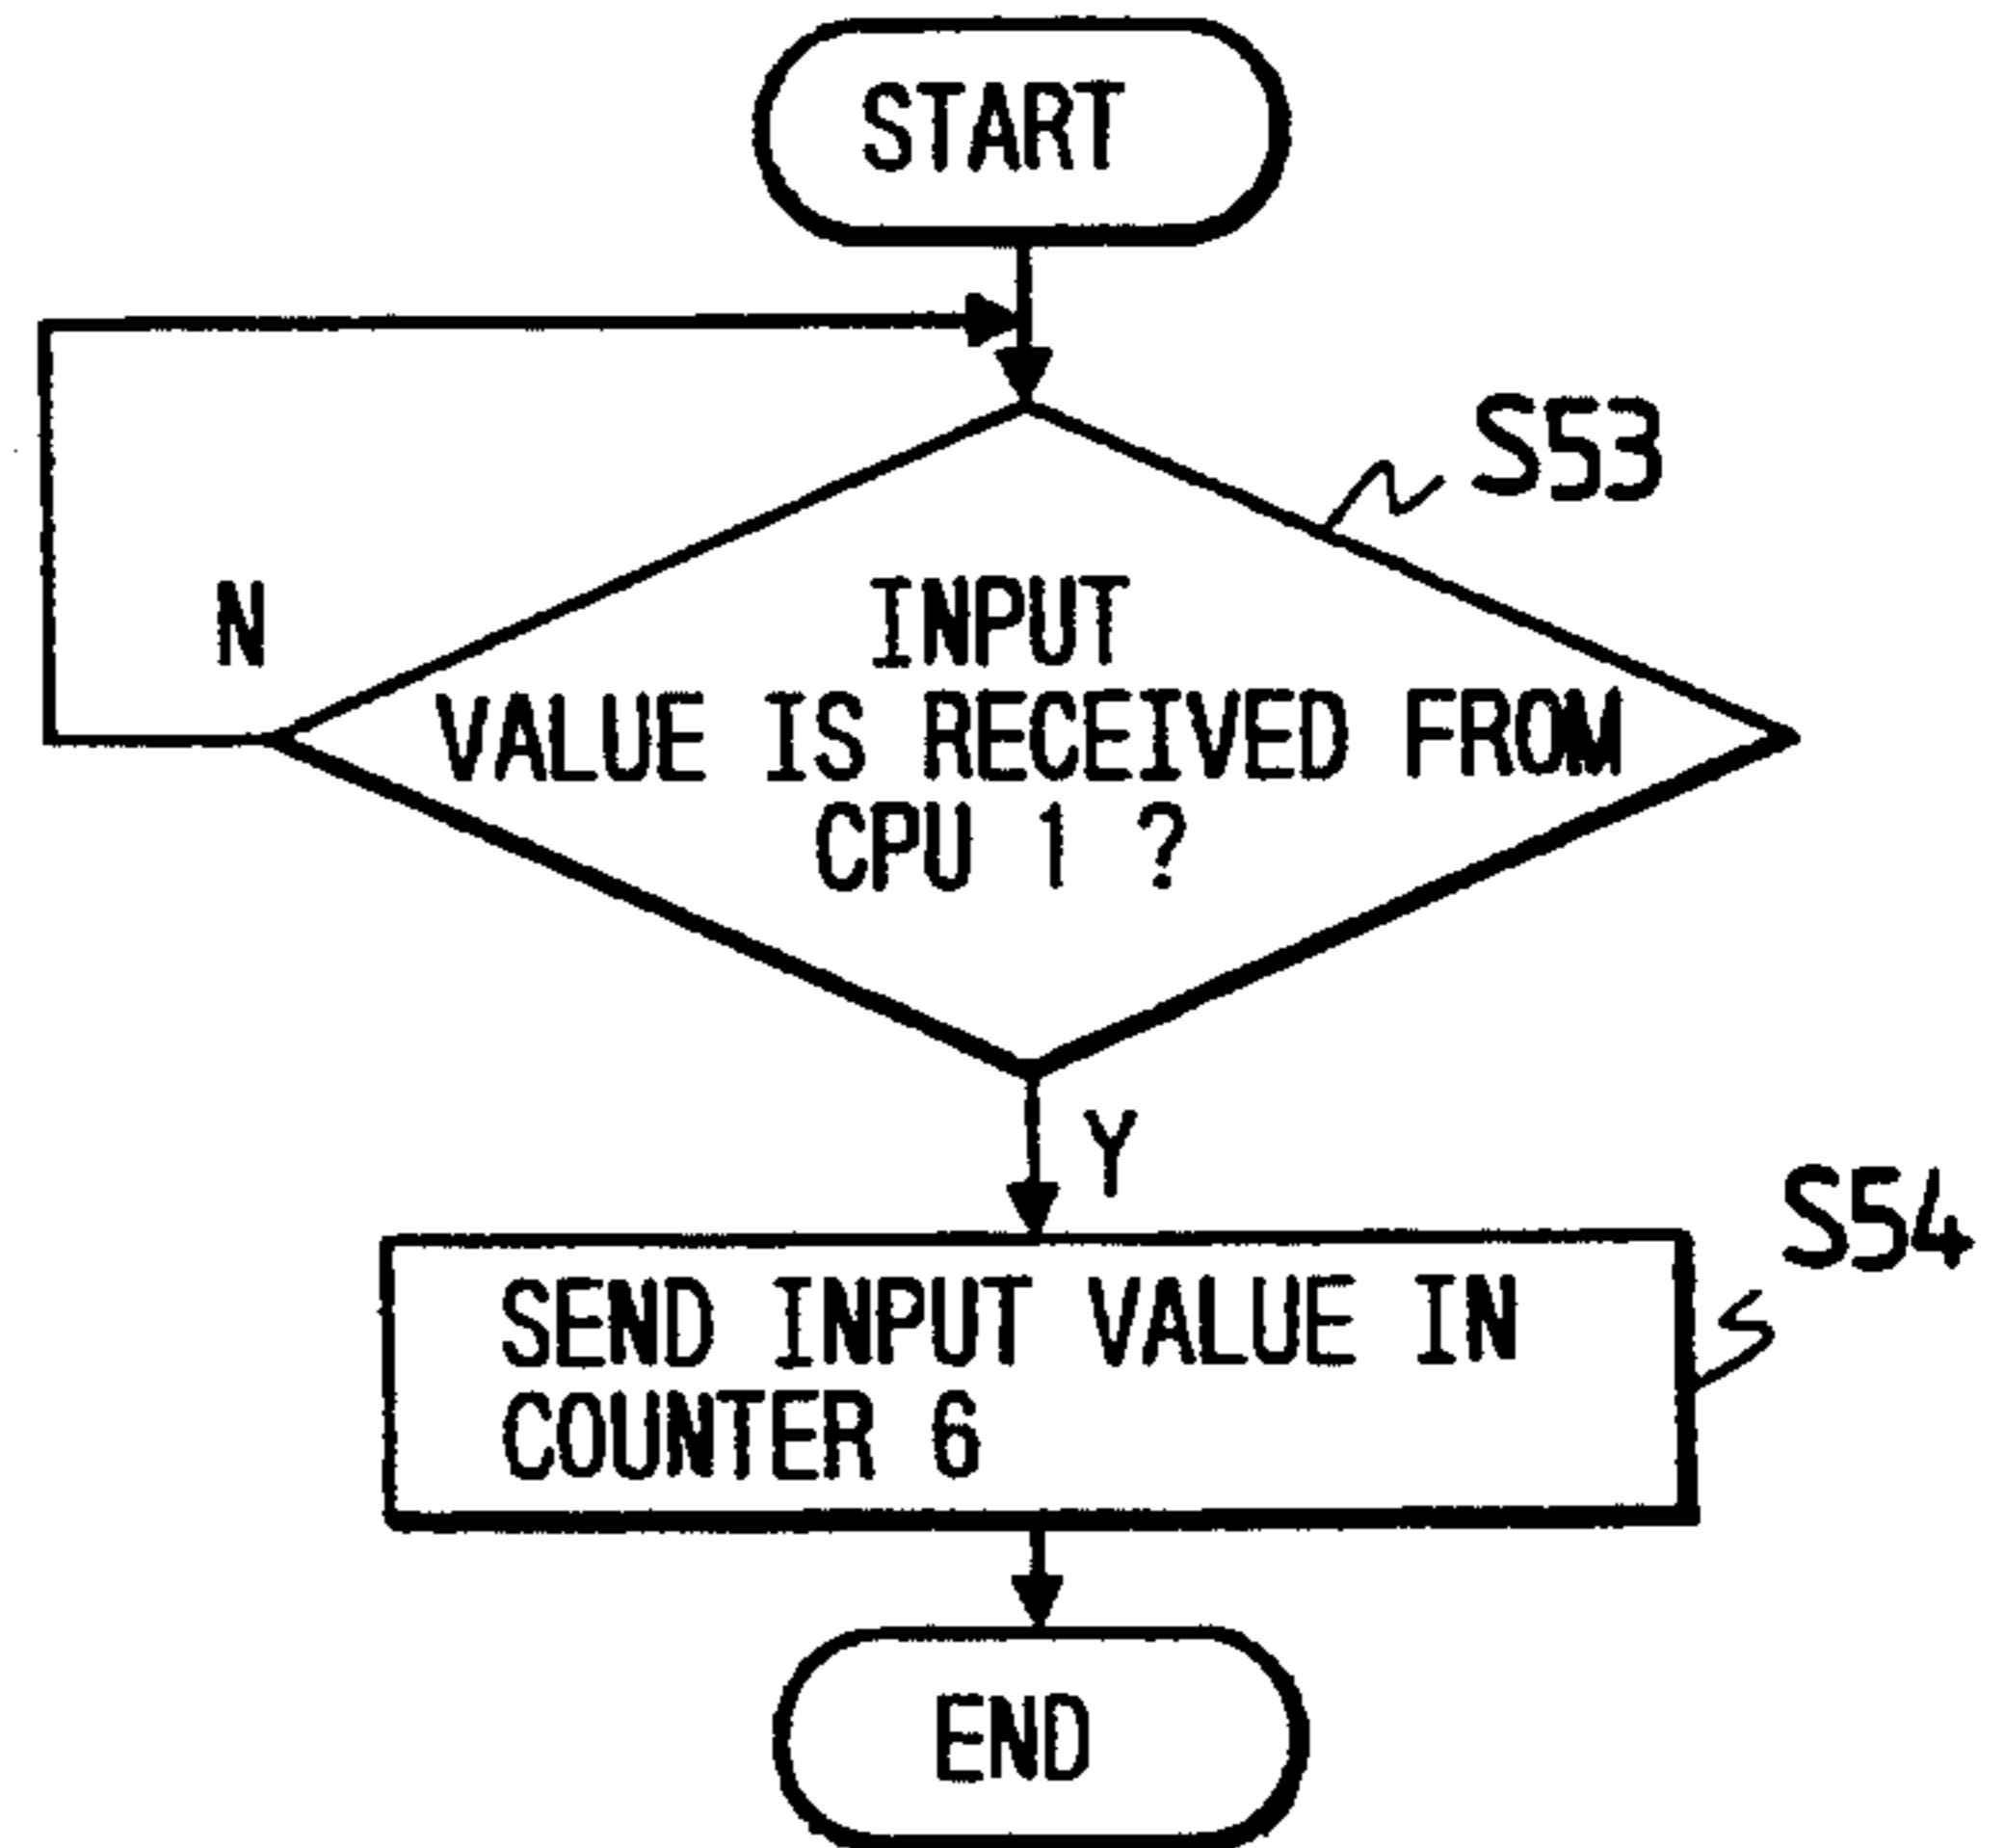 START
S53
N
INPUT
VALUE IS RECEIVED FROM
CPU 1 ?
Y
S54
SEND INPUT VALUE IN
COUNTER 6
END